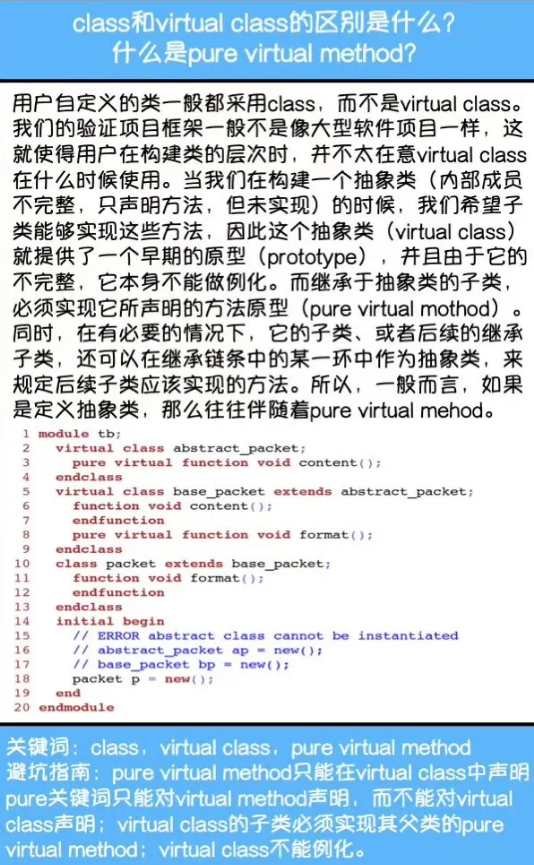 class和virtual class的区别是什么?
什么是pure virtual method?
用户自定义的类一般都采用class，而不是virtual class。
我们的验证项目框架一般不是像大型软件项目一样，这
就使得用户在构建类的层次时，并不太在意virtual class
在什么时候使用。当我们在构建一个抽象类（内部成员
不完整，只声明方法，但未实现）的时候，我们希望子
类能够实现这些方法，因此这个抽象类（virtual class）
就提供了一个早期的原型（prototype），并且由于它的
不完整，它本身不能做例化。而继承于抽象类的子类，
必须实现它所声明的方法原型（pure virtual mothod）。
同时，在有必要的情况下，它的子类、或者后续的继承
子类，还可以在继承链条中的某一环中作为抽象类，来
规定后续子类应该实现的方法。所以，一般而言，如果
是定义抽象类，那么往往伴随着pure virtual mehod。
1 module tb;
2 virtual class abstract_packet;
3 pure virtual function void content();
4 endclass
5 virtual class base_packet extends abstract_packet;
6 function void content();
7 endfunction
8 pure virtual function void format();
9 endclass
10 class packet extends base_packet;
11 function void format();
12 endfunction
13 endclass
14 initial begin
15 // ERROR abstract class cannot be instantiated
16 // abstract_packet ap = new();
17 // base_packet bp = new();
18 packet p = new();
19 end
20 endmodule
关键词：class，virtual class，pure virtual method
避坑指南：pure virtual method只能在virtual class中声明
pure关键词只能对virtual method声明，而不能对virtual
class声明；virtual class的子类必须实现其父类的pure
virtual method；virtual class不能例化。